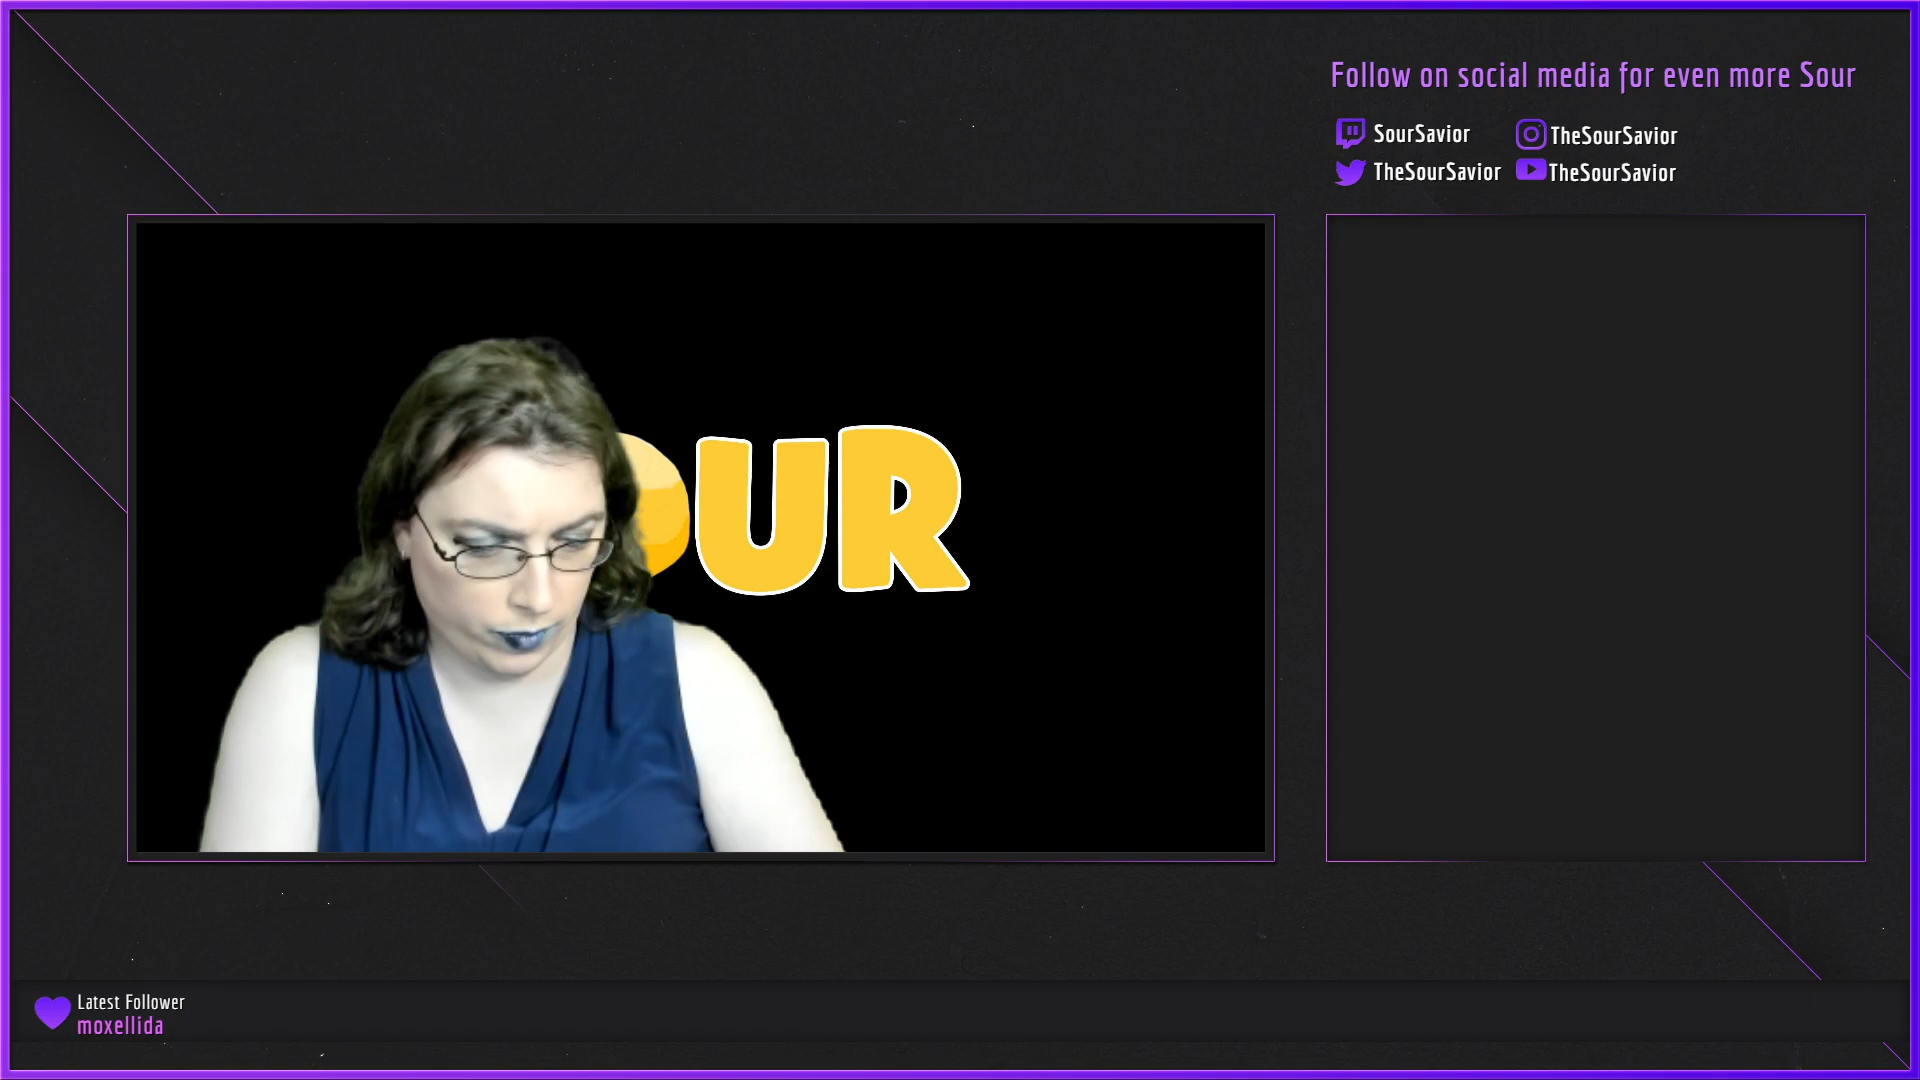 Follow on social media for even more Sour
SourSavior
TheSourSavior
TheSourSavior
TheSourSavior
UR
Latest Follower
moxellida